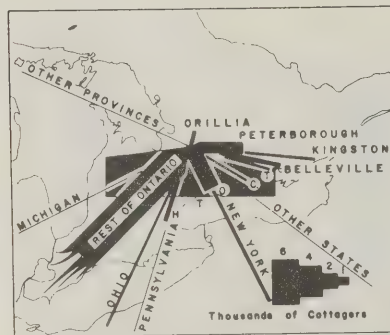 OTHER PROVINCES
ORILLIA
PETERBOROUGH
KINGSTON
BELLEVILLE
T
C
O
T
H
MICHIGAN
REST OF ONTARIO
OHIO
PENNSYLVANIA
NEW YORK
OTHER STATES
6
4
2
1
Thousands of Cottagers